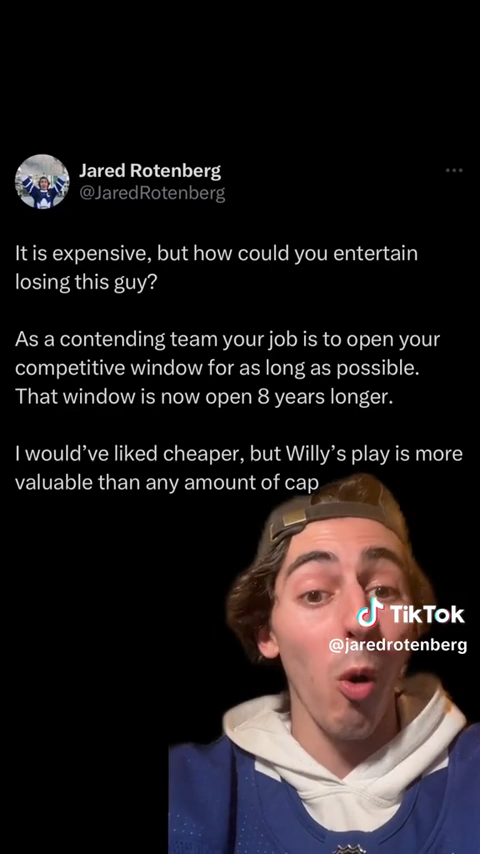 Jared Rotenberg
@JaredRotenberg
It is expensive, but how could you entertain
losing this guy?
As a contending team your job is to open your
competitive window for as long as possible.
That window is now open 8 years longer.
I would’ve liked cheaper, but Willy’s play is more
valuable than any amount of cap
TikTok
@jaredrotenberg